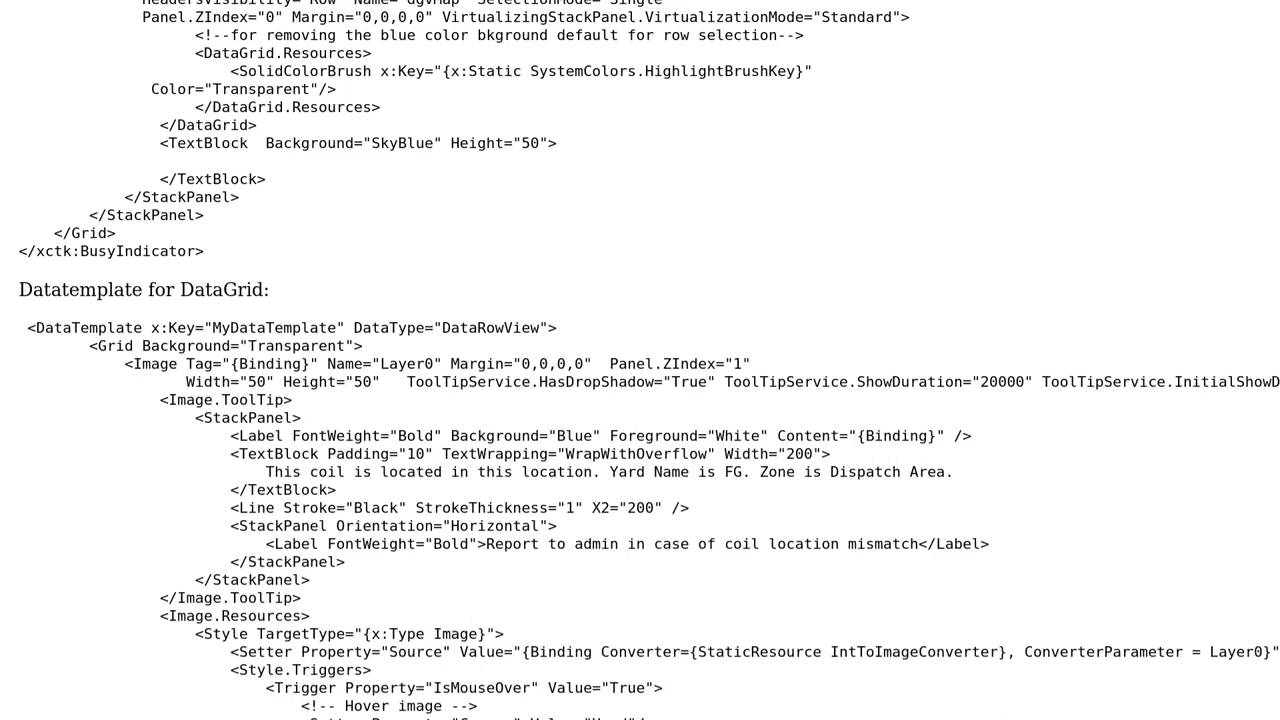 HeadersVisibility="Row" Name="dgvMap" SelectionMode="Single"
Panel.ZIndex="0" Margin="0,0,0,0" VirtualizingStackPanel.VirtualizationMode="Standard">
<!--for removing the blue color bkground default for row selection-->
<DataGrid.Resources>
<SolidColorBrush x:Key="{x:Static SystemColors.HighlightBrushKey}"
Color="Transparent"/>
</DataGrid.Resources>
</DataGrid>
<TextBlock  Background="SkyBlue" Height="50">
</TextBlock>
</StackPanel>
</StackPanel>
</Grid>
</xctk:BusyIndicator>
Datatemplate for DataGrid:
<DataTemplate x:Key="MyDataTemplate" DataType="DataRowView">
<Grid Background="Transparent">
<Image Tag="{Binding}" Name="Layer0" Margin="0,0,0,0"  Panel.ZIndex="1"
Width="50" Height="50"   ToolTipService.HasDropShadow="True" ToolTipService.ShowDuration="20000" ToolTipService.InitialShowD
<Image.ToolTip>
<StackPanel>
<Label FontWeight="Bold" Background="Blue" Foreground="White" Content="{Binding}" />
<TextBlock Padding="10" TextWrapping="WrapWithOverflow" Width="200">
This coil is located in this location. Yard Name is FG. Zone is Dispatch Area.
</TextBlock>
<Line Stroke="Black" StrokeThickness="1" X2="200" />
<StackPanel Orientation="Horizontal">
<Label FontWeight="Bold">Report to admin in case of coil location mismatch</Label>
</StackPanel>
</StackPanel>
</Image.ToolTip>
<Image.Resources>
<Style TargetType="{x:Type Image}">
<Setter Property="Source" Value="{Binding Converter={StaticResource IntToImageConverter}, ConverterParameter = Layer0}"
<Style.Triggers>
<Trigger Property="IsMouseOver" Value="True">
<!-- Hover image -->